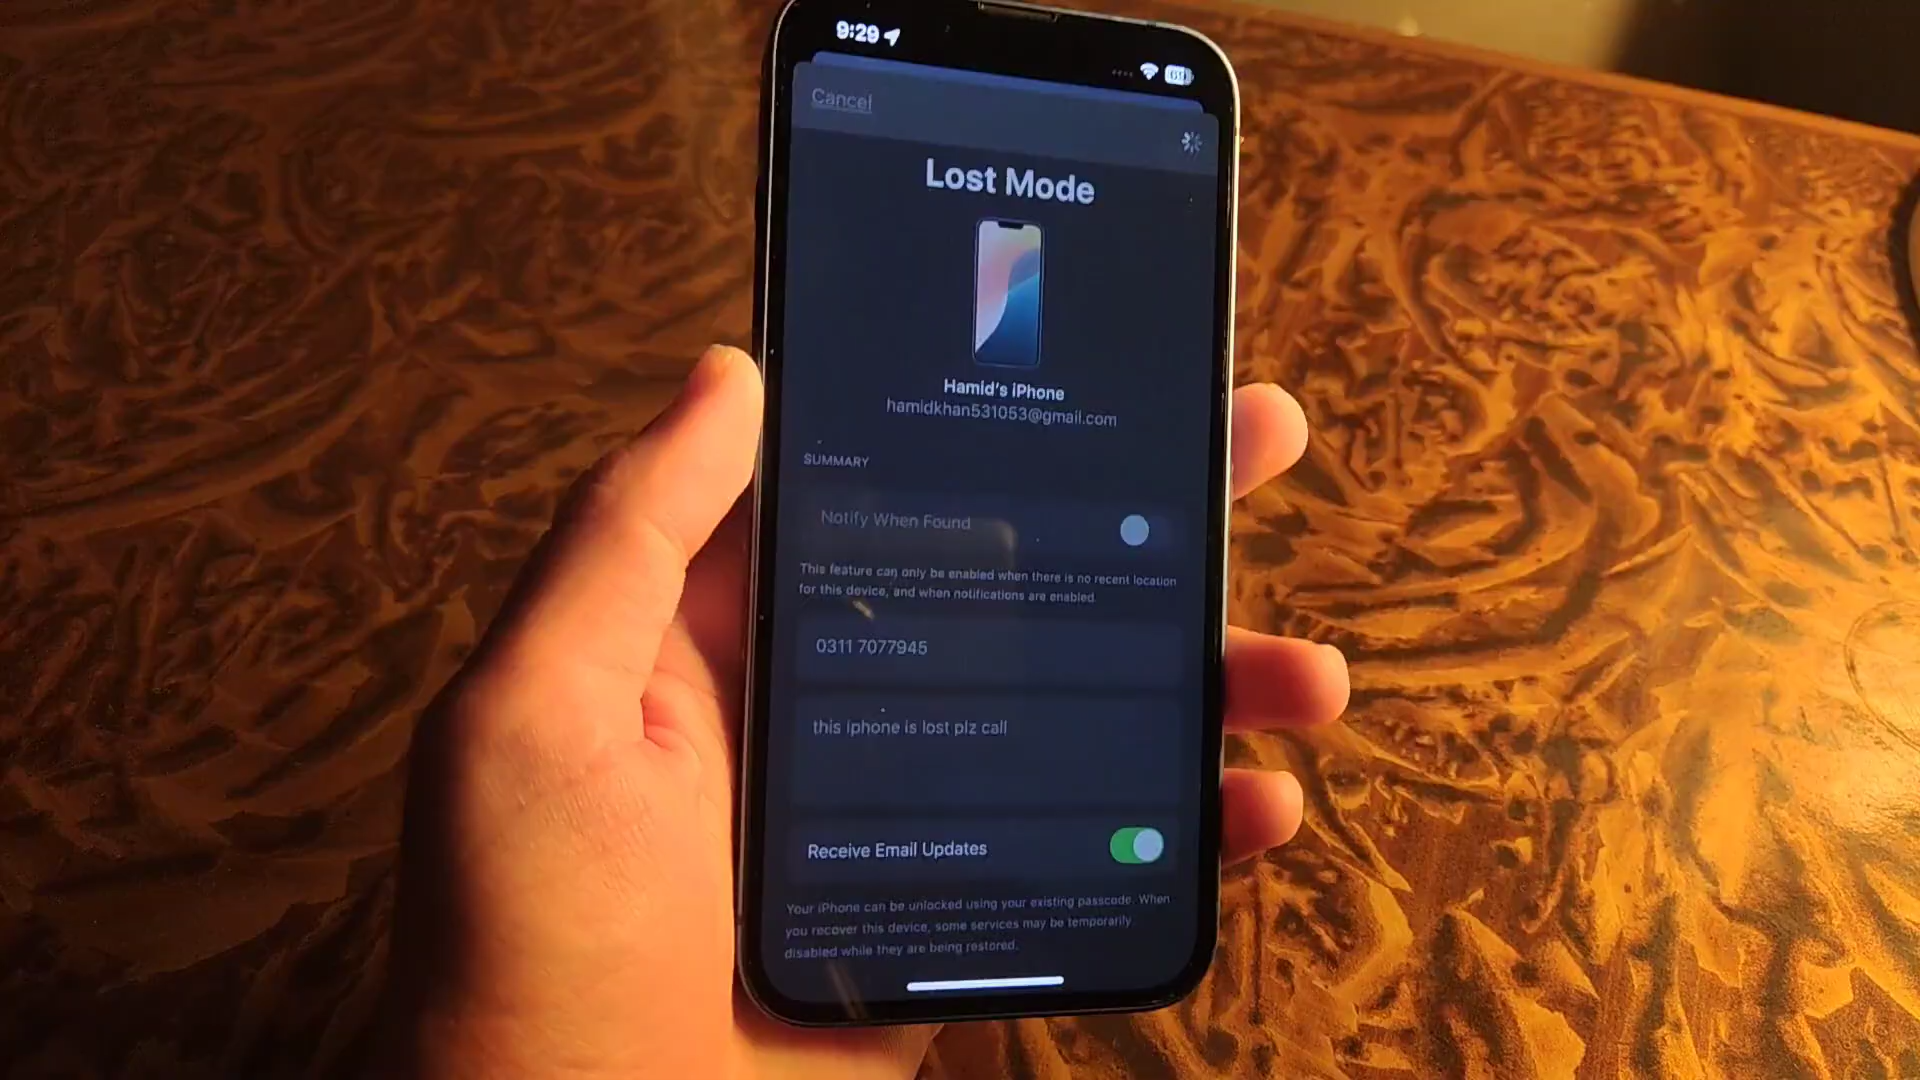 9:29
Cancel
Lost Mode
Hamid's iPhone
hamidkhan531053@gmail.com
SUMMARY
Notify When Found
This feature can only be enabled when there is no recent location
for this device, and when notifications are enabled.
0311 7077945
this iphone is lost plz call
Receive Email Updates
Your iPhone can be unlocked using your existing passcode. When
you recover this device, some services may be temporarily
disabled while they are being restored.